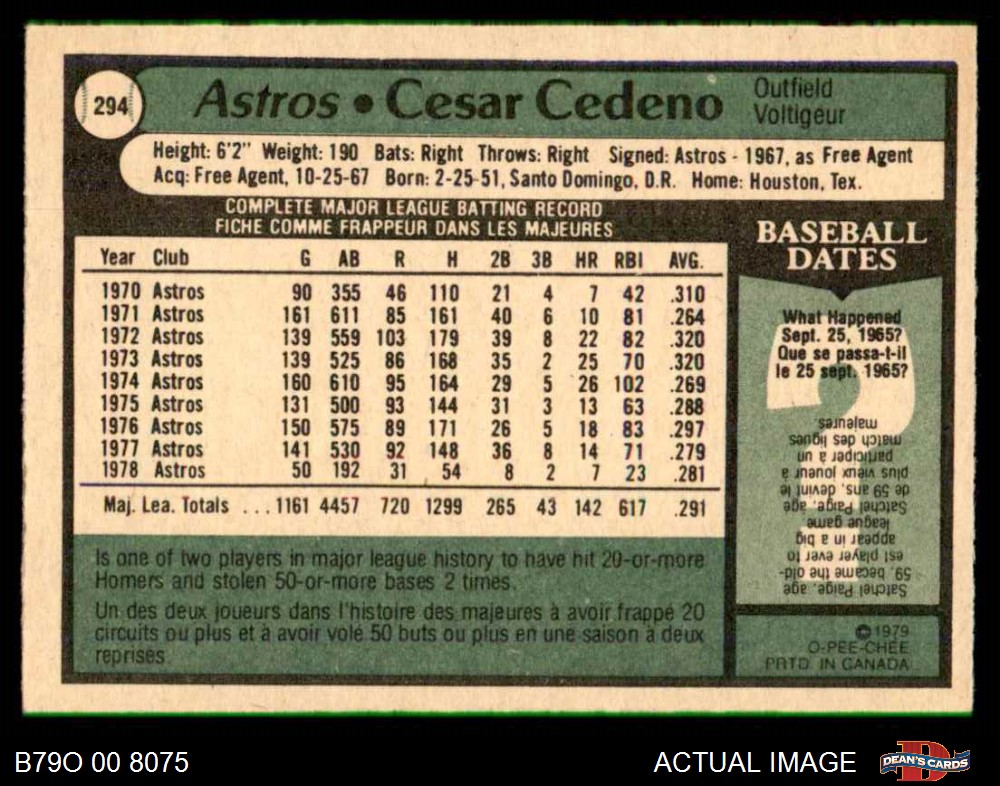 294
Astros • Cesar Cedeno
Outfield
Voltigeur
Height: 6'2" Weight: 190 Bats: Right Throws: Right Signed: Astros - 1967, as Free Agent
Acq: Free Agent, 10-25-67 Born: 2-25-51, Santo Domingo, D.R. Home: Houston, Tex.
COMPLETE MAJOR LEAGUE BATTING RECORD
FICHE COMME FRAPPEUR DANS LES MAJEURES
Year Club G AB R H 2B 3B HR RBI AVG.
1970 Astros 90 355 46 110 21 4 7 42 .310
1971 Astros 161 611 85 161 40 6 10 81 .264
1972 Astros 139 559 103 179 39 8 22 82 .320
1973 Astros 139 525 86 168 35 2 25 70 .320
1974 Astros 160 610 95 164 29 5 26 102 .269
1975 Astros 131 500 93 144 31 3 13 63 .288
1976 Astros 150 575 89 171 26 5 18 83 .297
1977 Astros 141 530 92 148 36 8 14 71 .279
1978 Astros 50 192 31 54 8 2 7 23 .281
Maj. Lea. Totals ... 1161 4457 720 1299 265 43 142 617 .291
Is one of two players in major league history to have hit 20-or-more
Homers and stolen 50-or-more bases 2 times.
Un des deux joueurs dans l'histoire des majeures à avoir frappé 20
circuits ou plus et à avoir volé 50 buts ou plus en une saison à deux
reprises.
BASEBALL
DATES
What Happened
Sept. 25, 1965?
Que se passa-t-il
le 25 sept. 1965?
Satchel Paige, age
59, became the old-
est player ever to
appear in a big
league game.
Satchel Paige, age
de 59 ans, devint le
plus vieux joueur à
participer à un
match des ligues
majeures
©1979
O-PEE-CHEE
PRTD. IN CANADA
B79O 00 8075
ACTUAL IMAGE
D
DEAN'S CARDS